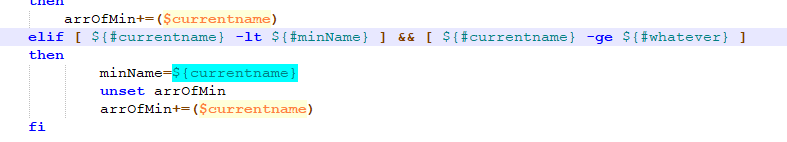 then
arrOfMin+=($currentname)
elif [ ${#currentname} -lt ${#minName} ] && [ ${#currentname} -ge ${#whatever} ]
then
minName=${currentname}
unset arrOfMin
arrOfMin+=($currentname)
fi